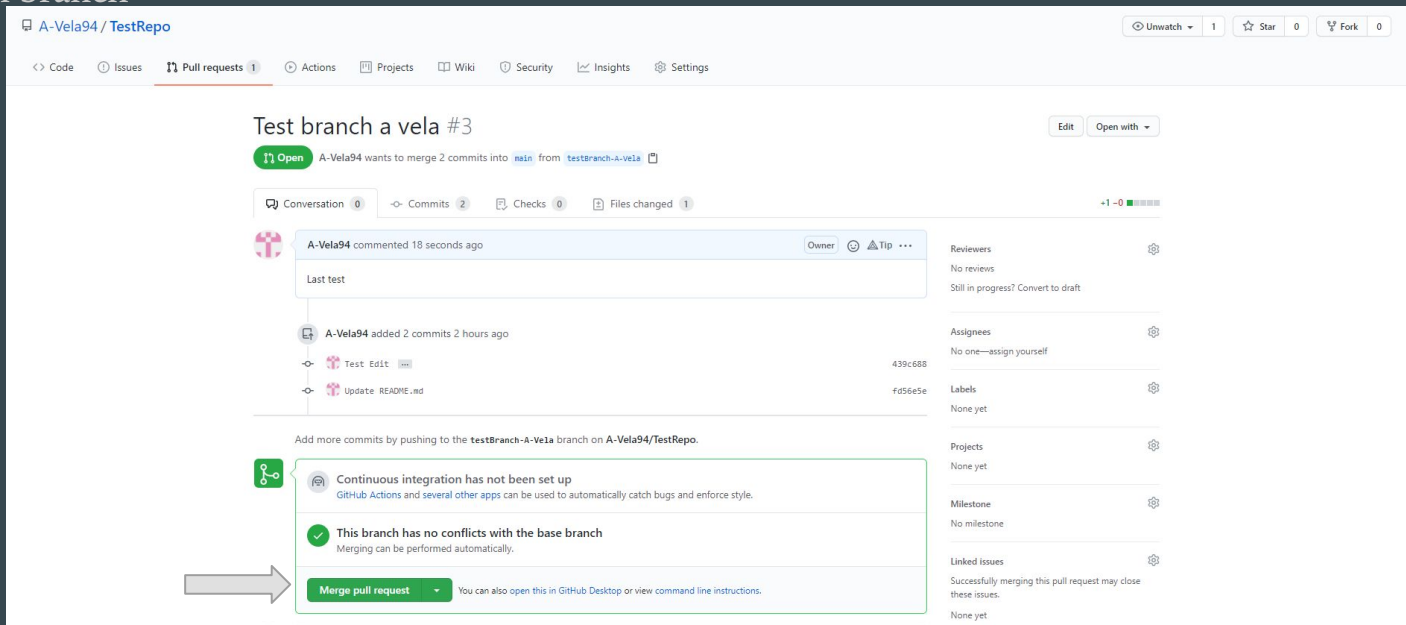 A-Vela94 / TestRepo
Unwatch 1 Star 0 Fork 0
<> Code Issues Pull requests 1 Actions Projects Wiki Security Insights Settings
Test branch a vela #3
Edit Open with
Open A-Vela94 wants to merge 2 commits into main from testBranch-A-Vela
Conversation 0 Commits 2 Checks 0 Files changed 1
+1 −0
A-Vela94 commented 18 seconds ago
Owner Tip ...
Last test
A-Vela94 added 2 commits 2 hours ago
Test Edit ...
439c688
Update README.md
fd56e5e
Add more commits by pushing to the testBranch-A-Vela branch on A-Vela94/TestRepo.
Continuous integration has not been set up
GitHub Actions and several other apps can be used to automatically catch bugs and enforce style.
This branch has no conflicts with the base branch
Merging can be performed automatically.
Merge pull request
You can also open this in GitHub Desktop or view command line instructions.
Reviewers
No reviews
Still in progress? Convert to draft
Assignees
No one—assign yourself
Labels
None yet
Projects
None yet
Milestone
No milestone
Linked issues
Successfully merging this pull request may close
these issues.
None yet